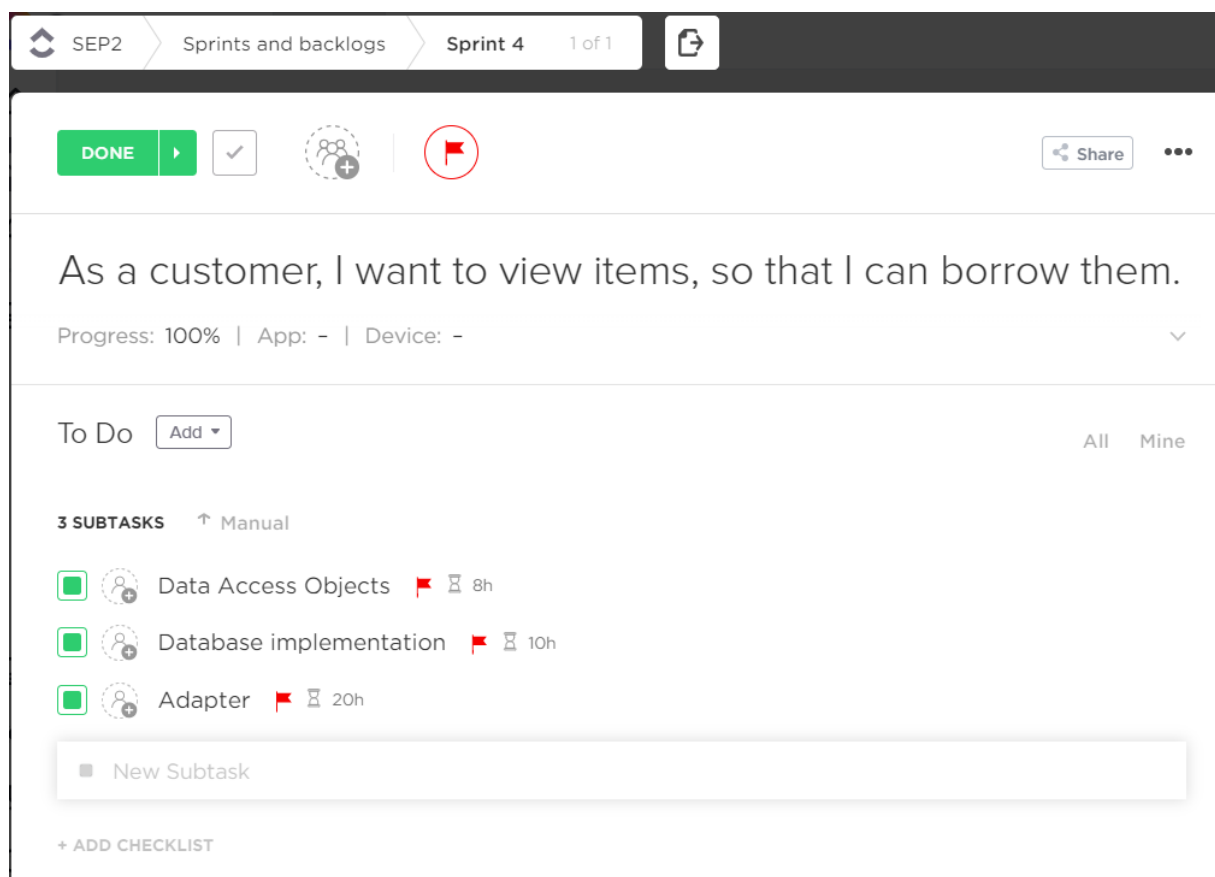 SEP2 Sprints and backlogs Sprint 4 1 of 1
DONE Share
As a customer, I want to view items, so that I can borrow them.
Progress: 100% | App: – | Device: –
To Do Add All Mine
3 SUBTASKS Manual
Data Access Objects 8h
Database implementation 10h
Adapter 20h
New Subtask
+ ADD CHECKLIST